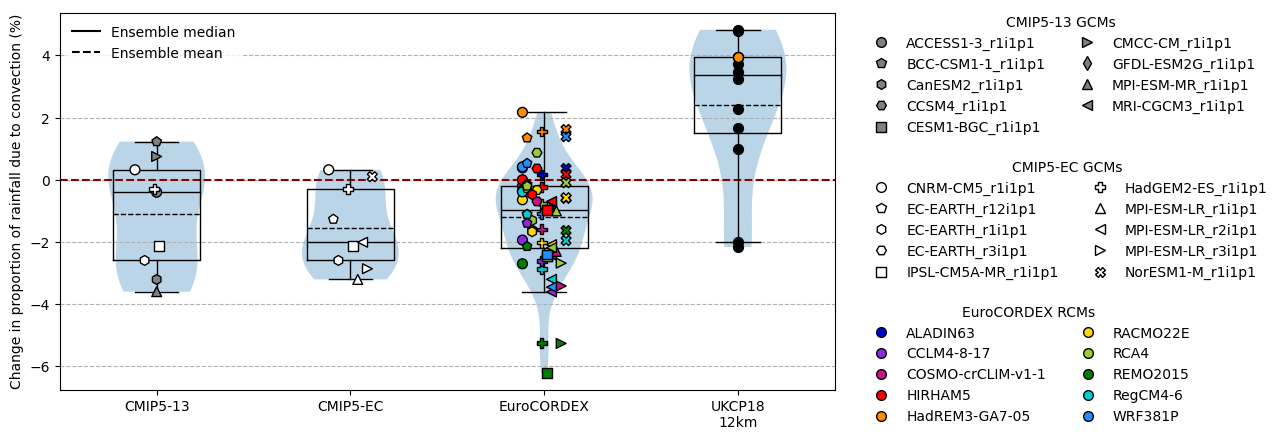 Change in proportion of rainfall due to convection (%)
4
2
0
−2
−4
−6
Ensemble median
Ensemble mean
CMIP5-13
CMIP5-EC
EuroCORDEX
UKCP18
12km
CMIP5-13 GCMs
ACCESS1-3_r1i1p1
BCC-CSM1-1_r1i1p1
CanESM2_r1i1p1
CCSM4_r1i1p1
CESM1-BGC_r1i1p1
CMCC-CM_r1i1p1
GFDL-ESM2G_r1i1p1
MPI-ESM-MR_r1i1p1
MRI-CGCM3_r1i1p1
CMIP5-EC GCMs
CNRM-CM5_r1i1p1
EC-EARTH_r12i1p1
EC-EARTH_r1i1p1
EC-EARTH_r3i1p1
IPSL-CM5A-MR_r1i1p1
HadGEM2-ES_r1i1p1
MPI-ESM-LR_r1i1p1
MPI-ESM-LR_r2i1p1
MPI-ESM-LR_r3i1p1
NorESM1-M_r1i1p1
EuroCORDEX RCMs
ALADIN63
CCLM4-8-17
COSMO-crCLIM-v1-1
HIRHAM5
HadREM3-GA7-05
RACMO22E
RCA4
REMO2015
RegCM4-6
WRF381P